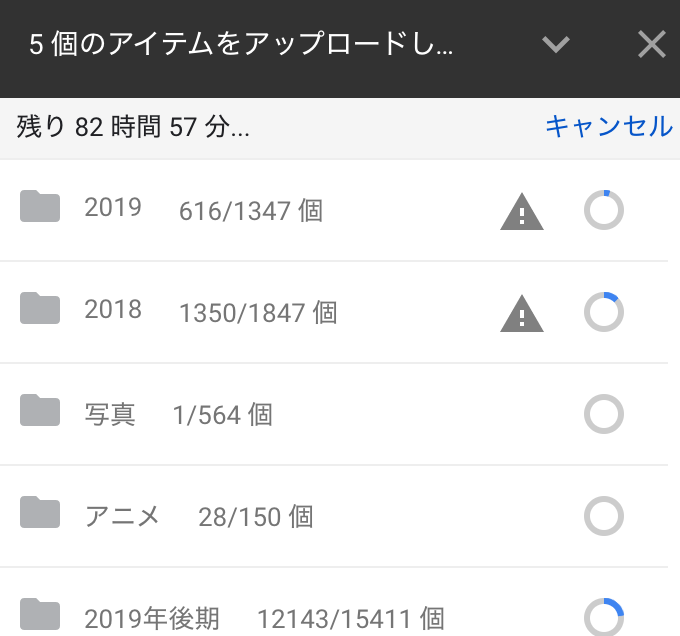 5 個のアイテムをアップロードし...
残り 82 時間 57 分...
キャンセル
2019 616/1347 個
2018 1350/1847 個
写真 1/564 個
アニメ 28/150 個
2019年後期 12143/15411 個